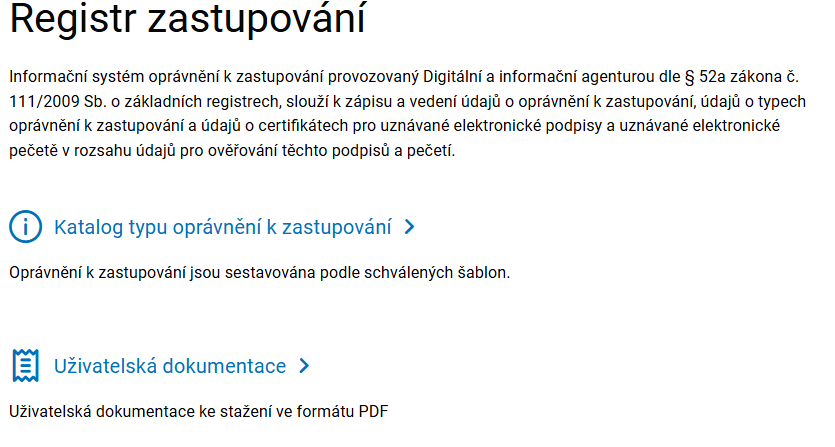 Registr zastupování
Informační systém oprávnění k zastupování provozovaný Digitální a informační agenturou dle § 52a zákona č.
111/2009 Sb. o základních registrech, slouží k zápisu a vedení údajů o oprávnění k zastupování, údajů o typech
oprávnění k zastupování a údajů o certifikátech pro uznávané elektronické podpisy a uznávané elektronické
pečetě v rozsahu údajů pro ověřování těchto podpisů a pečetí.
Katalog typu oprávnění k zastupování
Oprávnění k zastupování jsou sestavována podle schválených šablon.
Uživatelská dokumentace
Uživatelská dokumentace ke stažení ve formátu PDF